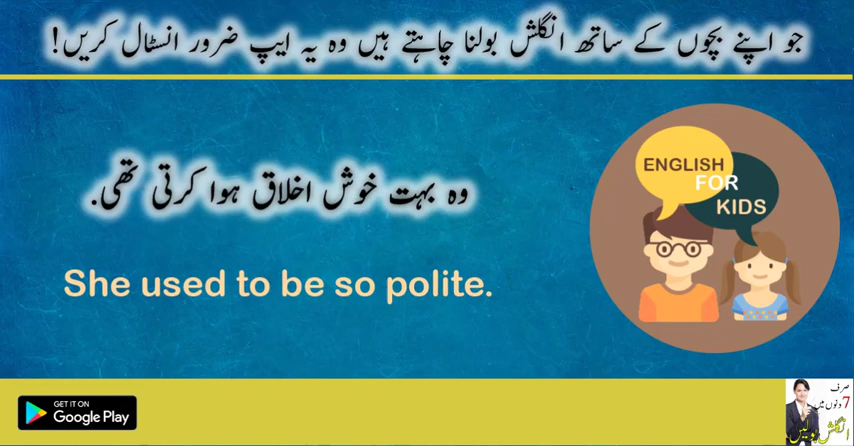 جو اپنے بچوں کے ساتھ انگلش بولنا چاہتے ہیں وہ یہ ایپ ضرور انسٹال کریں!
وہ بہت خوش اخلاق ہوا کرتی تھی.
She used to be so polite.
ENGLISH
FOR
KIDS
GET IT ON
Google Play
صرف
7 دنوں میں
انگلش بولیں